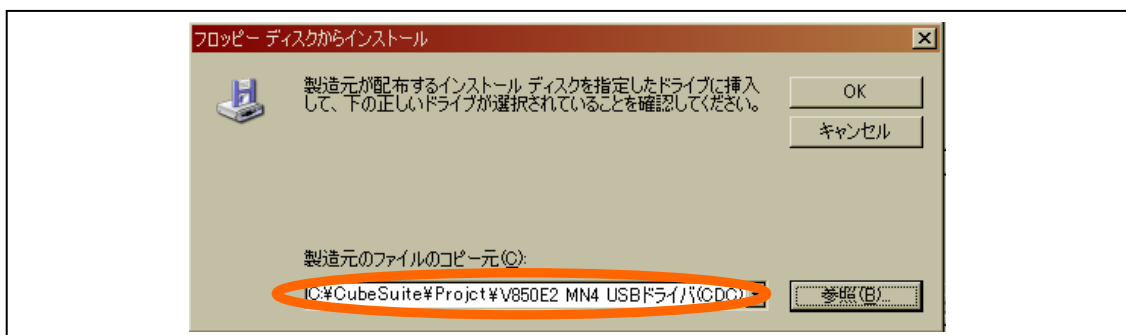 フロッピー ディスクからインストール
製造元が配布するインストール ディスクを指定したドライブに挿入
して、下の正しいドライブが選択されていることを確認してください。
OK
キャンセル
製造元のファイルのコピー元(C):
C:¥CubeSuite¥Projct¥V850E2 MN4 USBドライバ(CDC)
参照(B)...